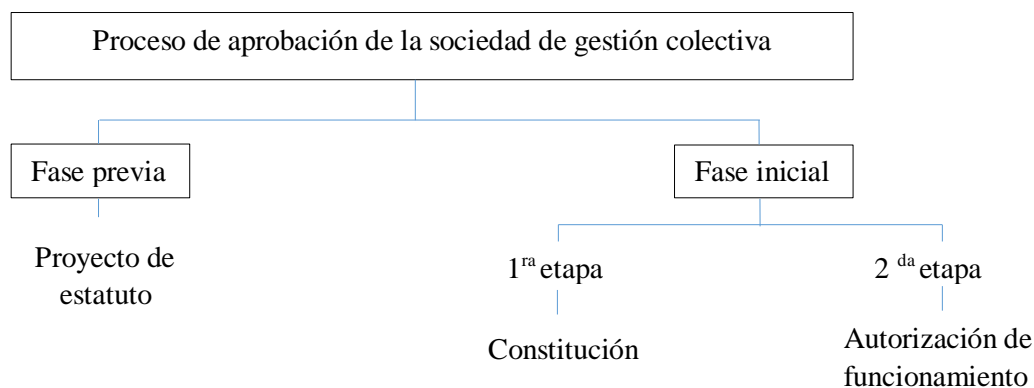 Proceso de aprobación de la sociedad de gestión colectiva
Fase previa
Fase inicial
Proyecto de
estatuto
1ra etapa
2 da etapa
Constitución
Autorización de
funcionamiento